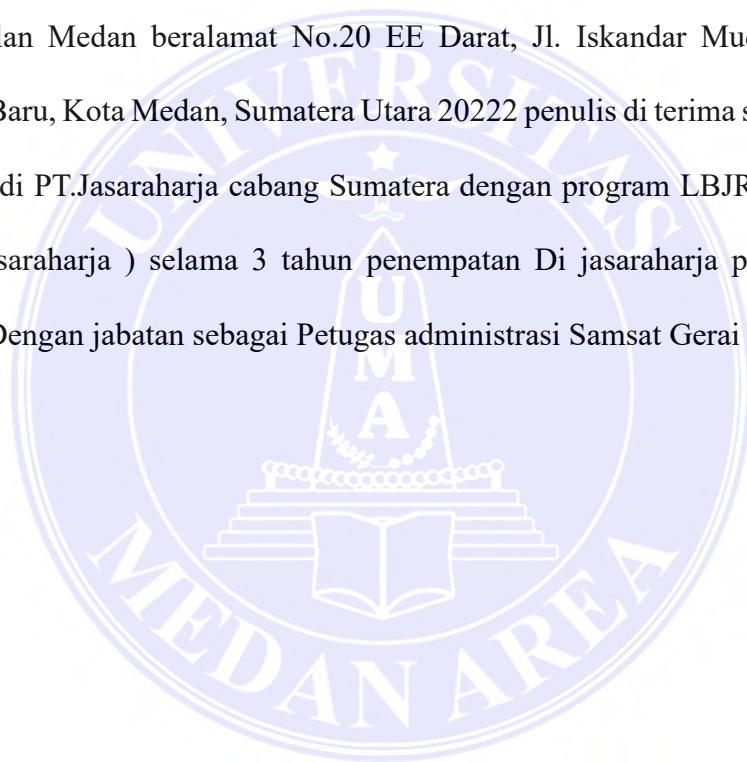 lan Medan beralamat No.20 EE Darat, Jl. Iskandar Mu
Baru, Kota Medan, Sumatera Utara 20222 penulis di terima s
di PT.Jasaraharja cabang Sumatera dengan program LBJR
saraharja ) selama 3 tahun penempatan Di jasaraharja p
Dengan jabatan sebagai Petugas administrasi Samsat Gerai
UNIVERSITAS
U
M
A
MEDAN AREA